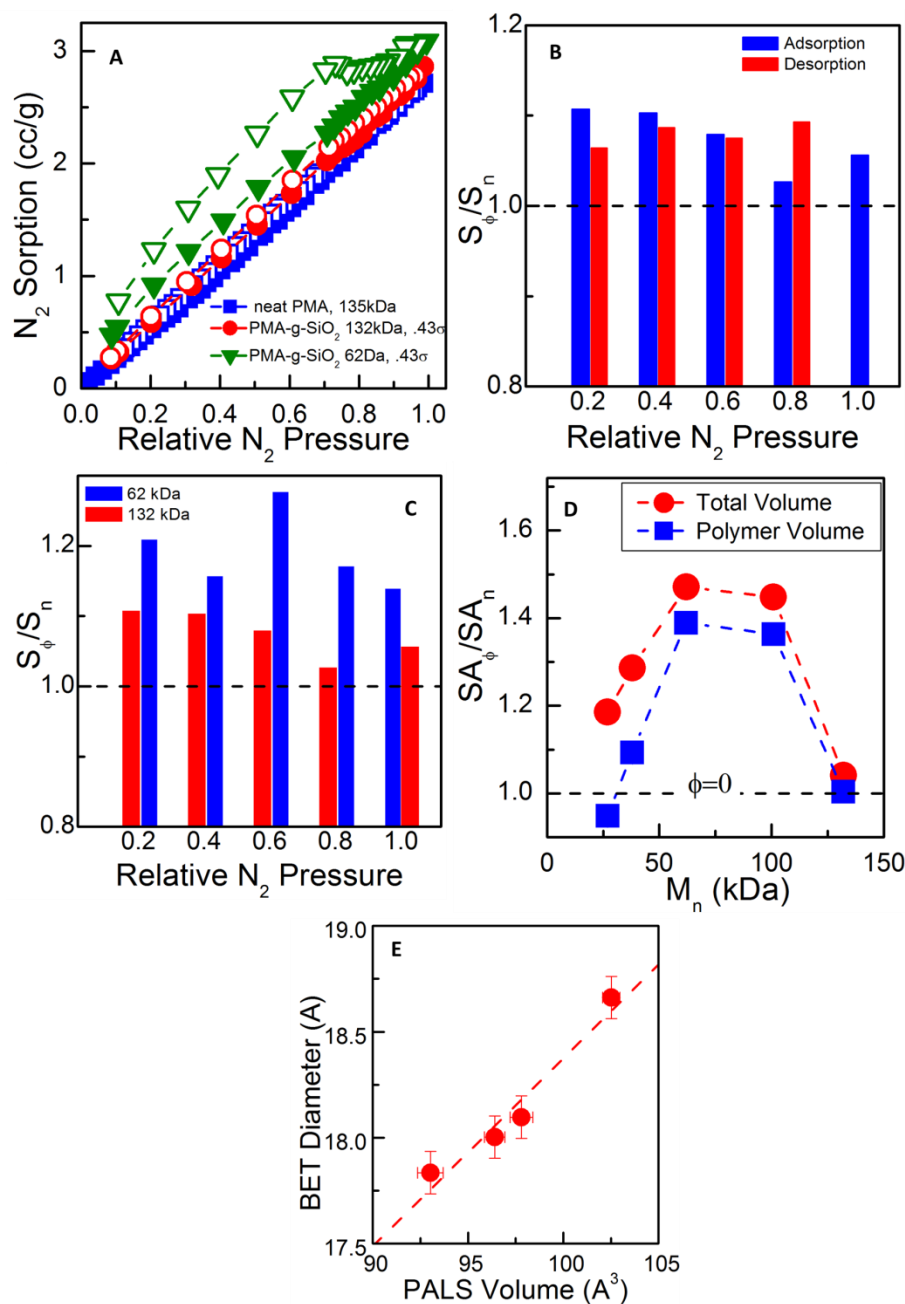 A
N2 Sorption (cc/g)
3
2
1
0
neat PMA, 135kDa
PMA-g-SiO2 132kDa, .43σ
PMA-g-SiO2 62Da, .43σ
0.0 0.2 0.4 0.6 0.8 1.0
Relative N2 Pressure
B
Adsorption
Desorption
Sϕ/Sn
1.2
1.0
0.8
0.2 0.4 0.6 0.8 1.0
Relative N2 Pressure
C
62 kDa
132 kDa
Sϕ/Sn
1.2
1.0
0.8
0.2 0.4 0.6 0.8 1.0
Relative N2 Pressure
D
Total Volume
Polymer Volume
SAϕ/SAn
1.6
1.4
1.2
1.0
ϕ=0
0 50 100 150
Mn (kDa)
E
BET Diameter (A)
19.0
18.5
18.0
17.5
90 95 100 105
PALS Volume (A3)